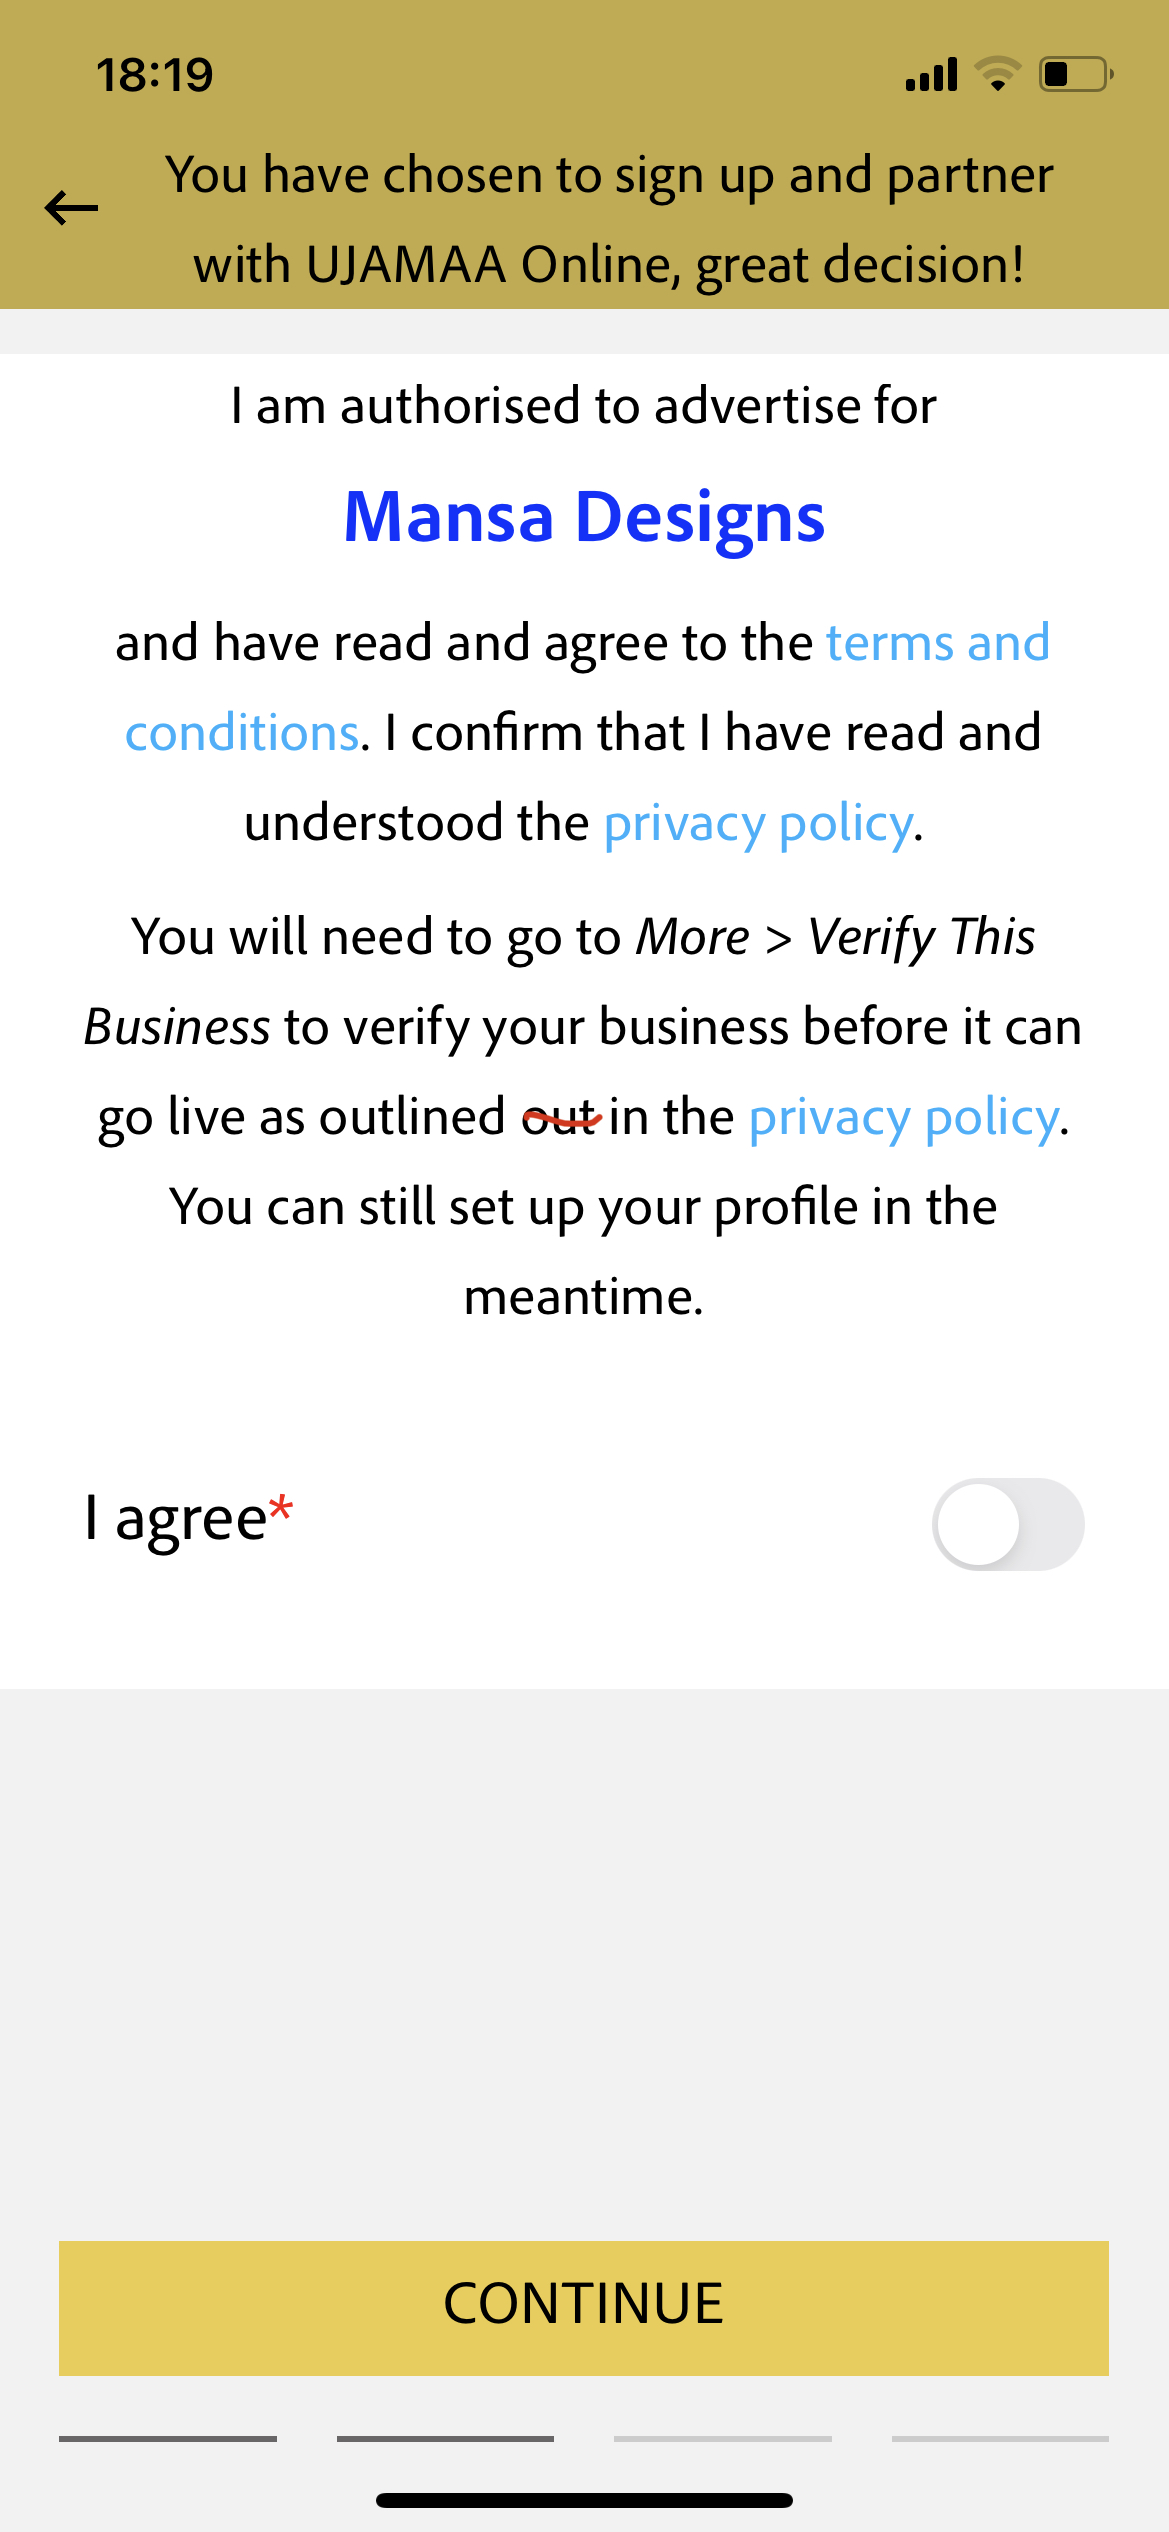 18:19
You have chosen to sign up and partner
with UJAMAA Online, great decision!
I am authorised to advertise for
Mansa Designs
and have read and agree to the terms and
conditions. I confirm that I have read and
understood the privacy policy.
You will need to go to More > Verify This
Business to verify your business before it can
go live as outlined out in the privacy policy.
You can still set up your profile in the
meantime.
I agree*
CONTINUE